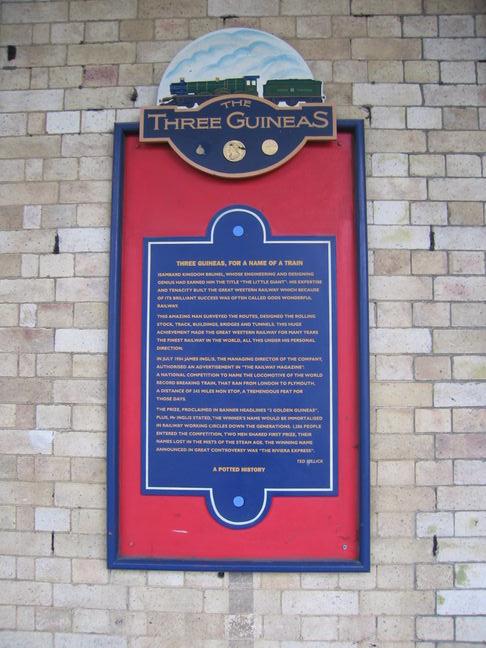 THE
THREE GUINEAS
THREE GUINEAS, FOR A NAME OF A TRAIN
ISAMBARD KINGDOM BRUNEL, WHOSE ENGINEERING AND DESIGNING
GENIUS HAD EARNED HIM THE TITLE "THE LITTLE GIANT". HIS EXPERTISE
AND TENACITY BUILT THE GREAT WESTERN RAILWAY WHICH BECAUSE
OF ITS BRILLIANT SUCCESS WAS OFTEN CALLED GODS WONDERFUL
RAILWAY.
THIS AMAZING MAN SURVEYED THE ROUTES, DESIGNED THE ROLLING
STOCK, TRACK, BUILDINGS, BRIDGES AND TUNNELS. THIS HUGE
ACHIEVEMENT MADE THE GREAT WESTERN RAILWAY FOR MANY YEARS
THE FINEST RAILWAY IN THE WORLD, ALL THIS UNDER HIS PERSONAL
DIRECTION.
IN JULY 1904 JAMES INGLIS, THE MANAGING DIRECTOR OF THE COMPANY,
AUTHORISED AN ADVERTISEMENT IN "THE RAILWAY MAGAZINE".
A NATIONAL COMPETITION TO NAME THE LOCOMOTIVE OF THE WORLD
RECORD BREAKING TRAIN, THAT RAN FROM LONDON TO PLYMOUTH,
A DISTANCE OF 245 MILES NON STOP, A TREMENDOUS FEAT FOR
THOSE DAYS.
THE PRIZE, PROCLAIMED IN BANNER HEADLINES "3 GOLDEN GUINEAS".
PLUS, Mr INGLIS STATED, THE WINNER'S NAME WOULD BE IMMORTALISED
IN RAILWAY WORKING CIRCLES DOWN THE GENERATIONS. 1,286 PEOPLE
ENTERED THE COMPETITION, TWO MEN SHARED FIRST PRIZE, THEIR
NAMES LOST IN THE MISTS OF THE STEAM AGE. THE WINNING NAME
ANNOUNCED IN GREAT CONTROVERSY WAS "THE RIVIERA EXPRESS".
TED
A POTTED HISTORY